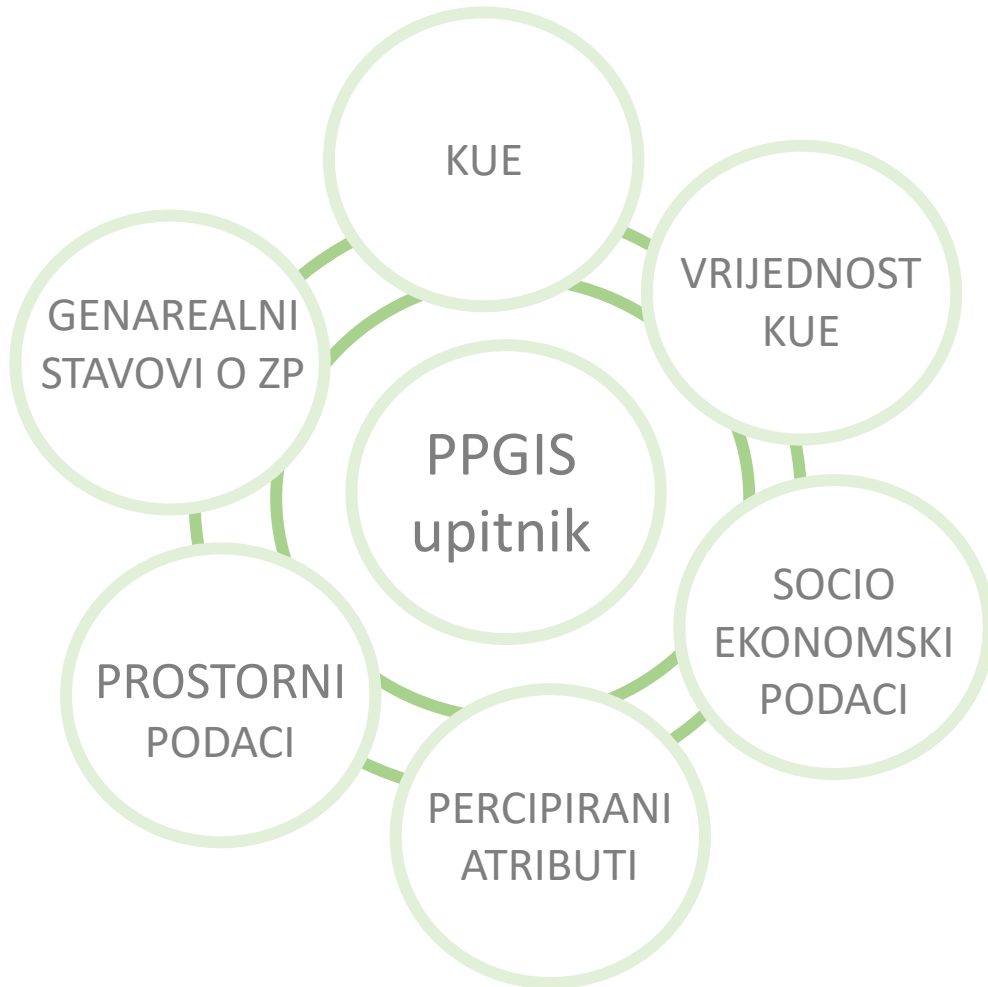 KUE
VRIJEDNOST
KUE
GENAREALNI
STAVOVI O ZP
PPGIS
upitnik
SOCIO
EKONOMSKI
PODACI
PROSTORNI
PODACI
PERCIPIRANI
ATRIBUTI